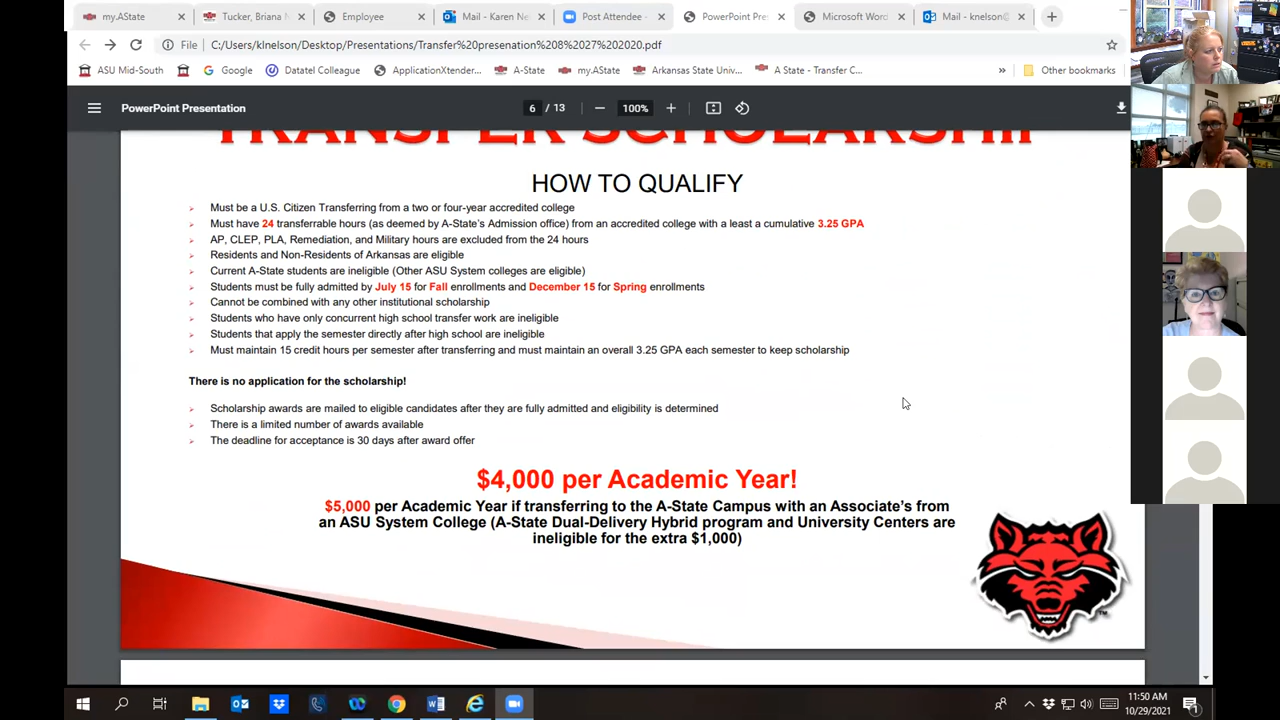 my.AState
Tucker, Briana N
Employee
Mail - Karen Ne
Post Attendee -
PowerPoint Pre
Microsoft Word
Mail - knelson@
File
C:/Users/klnelson/Desktop/Presentations/Transfer%20presenation%208%2027%202020.pdf
ASU Mid-South
Google
Datatel Colleague
ApplicationXtender...
A-State
my.AState
Arkansas State Univ...
A State - Transfer C...
»
Other bookmarks
PowerPoint Presentation
6 / 13
100%
TRANSFER SCHOLARSHIP
HOW TO QUALIFY
Must be a U.S. Citizen Transferring from a two or four-year accredited college
Must have 24 transferrable hours (as deemed by A-State's Admission office) from an accredited college with a least a cumulative 3.25 GPA
AP, CLEP, PLA, Remediation, and Military hours are excluded from the 24 hours
Residents and Non-Residents of Arkansas are eligible
Current A-State students are ineligible (Other ASU System colleges are eligible)
Students must be fully admitted by July 15 for Fall enrollments and December 15 for Spring enrollments
Cannot be combined with any other institutional scholarship
Students who have only concurrent high school transfer work are ineligible
Students that apply the semester directly after high school are ineligible
Must maintain 15 credit hours per semester after transferring and must maintain an overall 3.25 GPA each semester to keep scholarship
There is no application for the scholarship!
Scholarship awards are mailed to eligible candidates after they are fully admitted and eligibility is determined
There is a limited number of awards available
The deadline for acceptance is 30 days after award offer
$4,000 per Academic Year!
$5,000 per Academic Year if transferring to the A-State Campus with an Associate's from
an ASU System College (A-State Dual-Delivery Hybrid program and University Centers are
ineligible for the extra $1,000)
TM
11:50 AM
10/29/2021
1